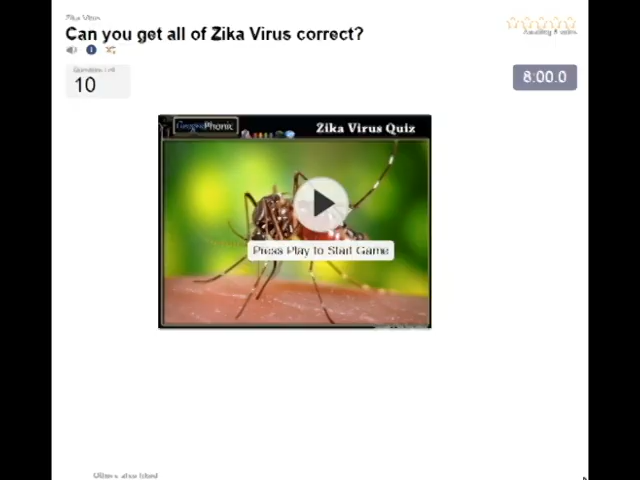 Zika Virus
Can you get all of Zika Virus correct?
10
8:00.0
Zika Virus Quiz
Press Play to Start Game
Others also liked